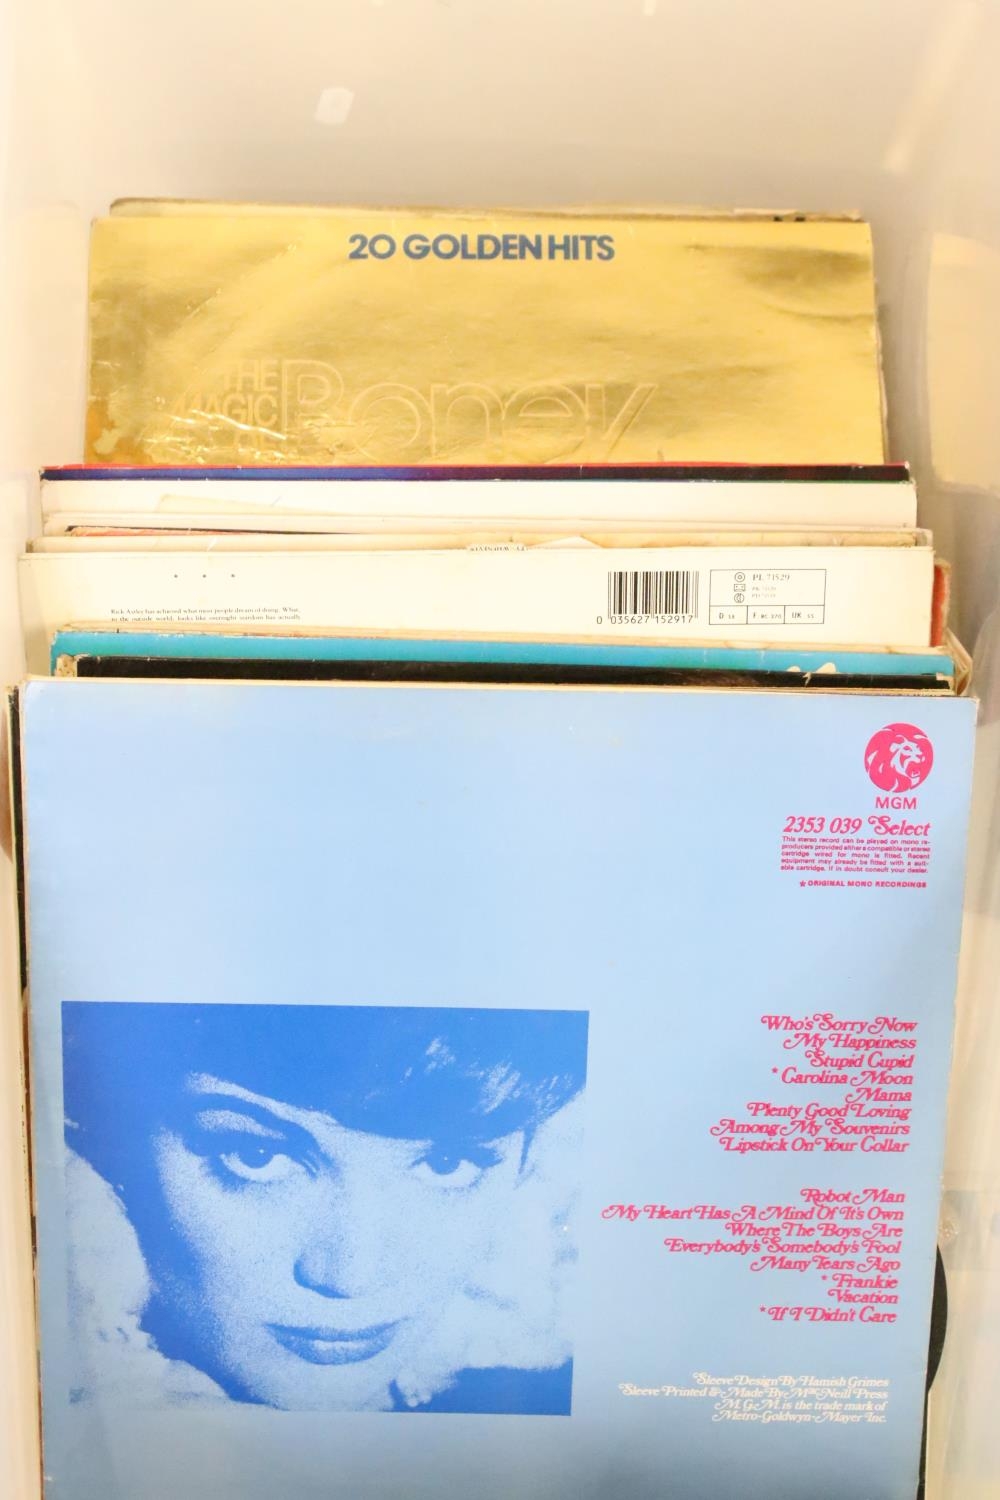 20 GOLDEN HITS
THE
MAGIC
OF
Boney
PL 71529
0 035627 152917
D F UK
Rick Astley has achieved what most people dream of doing. What,
to the outside world, looks like overnight stardom has actually
MGM
2353 039 Select
This stereo record can be played on mono re-
producers provided either a compatible or stereo
cartridge wired for mono is fitted. Recent
equipment may already be fitted with a suit-
able cartridge. If in doubt consult your dealer.
* ORIGINAL MONO RECORDINGS
Who's Sorry Now
My Happiness
Stupid Cupid
* Carolina Moon
Mama
Plenty Good Loving
Among My Souvenirs
Lipstick On Your Collar
Robot Man
My Heart Has A Mind Of It's Own
Where The Boys Are
Everybody's Somebody's Fool
Many Tears Ago
* Frankie
Vacation
* If I Didn't Care
Sleeve Design By Hamish Grimes
Sleeve Printed & Made By MacNeill Press
M.G.M. is the trade mark of
Metro-Goldwyn-Mayer Inc.